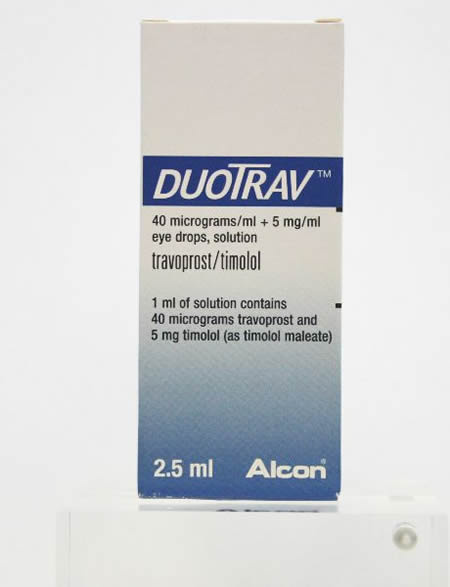 DUOTRAV™
40 micrograms/ml + 5 mg/ml
eye drops, solution
travoprost/timolol
1 ml of solution contains
40 micrograms travoprost and
5 mg timolol (as timolol maleate)
2.5 ml Alcon®